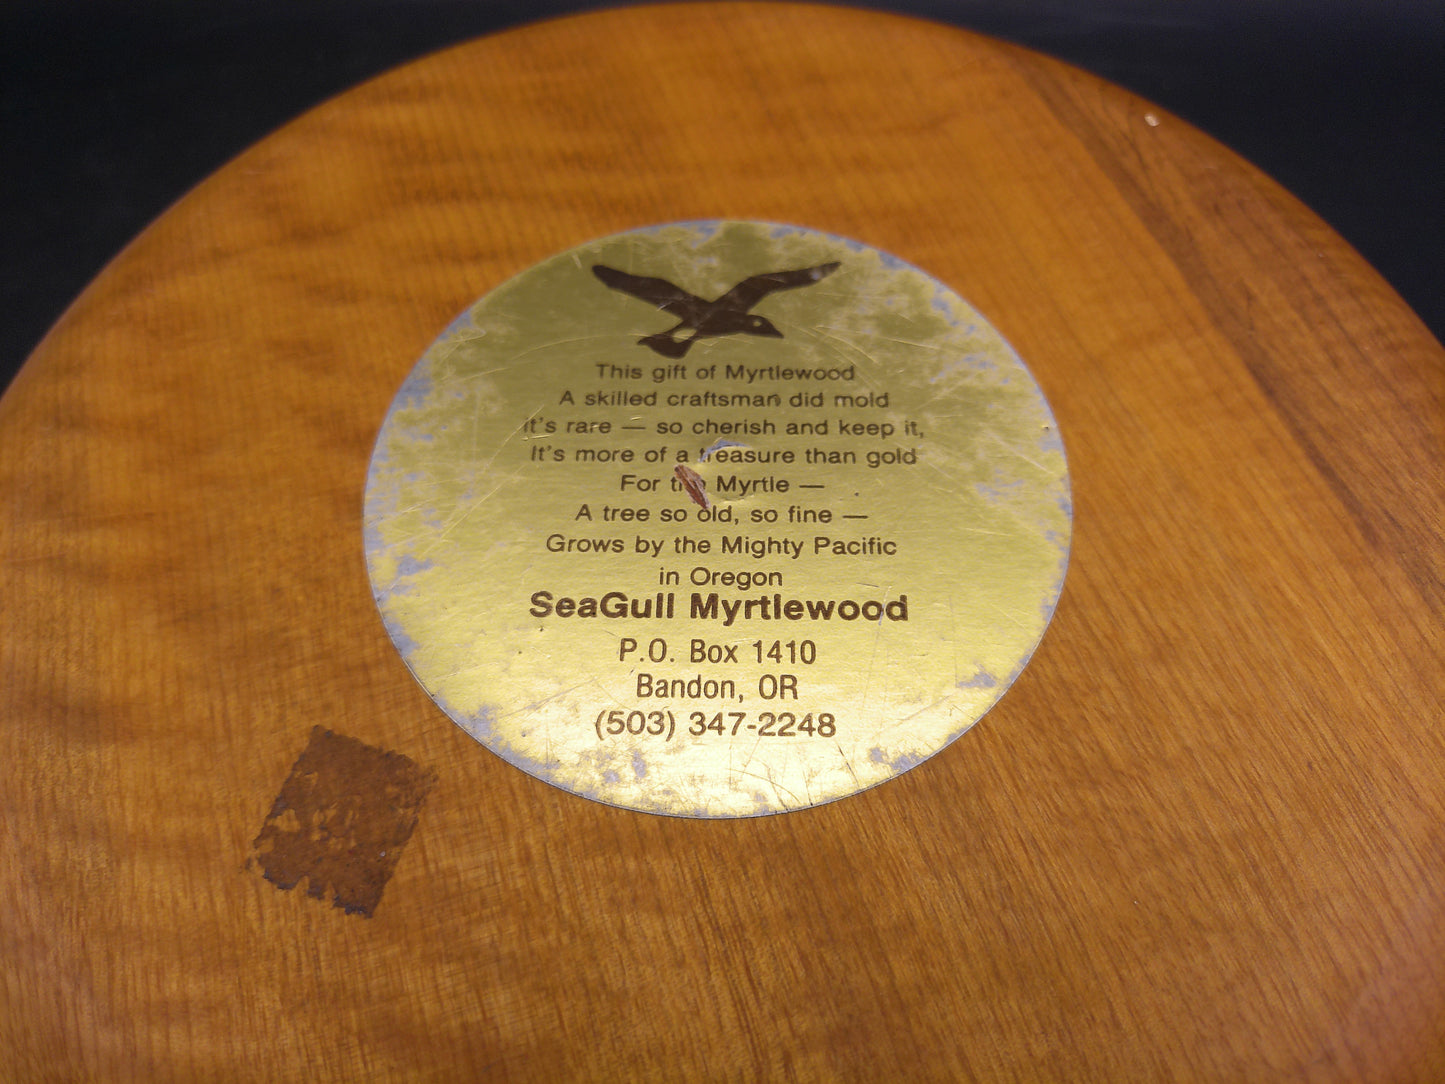 This gift of Myrtlewood
A skilled craftsman did mold
It's rare — so cherish and keep it,
It's more of a treasure than gold
For the Myrtle —
A tree so old, so fine —
Grows by the Mighty Pacific
in Oregon
SeaGull Myrtlewood
P.O. Box 1410
Bandon, OR
(503) 347-2248